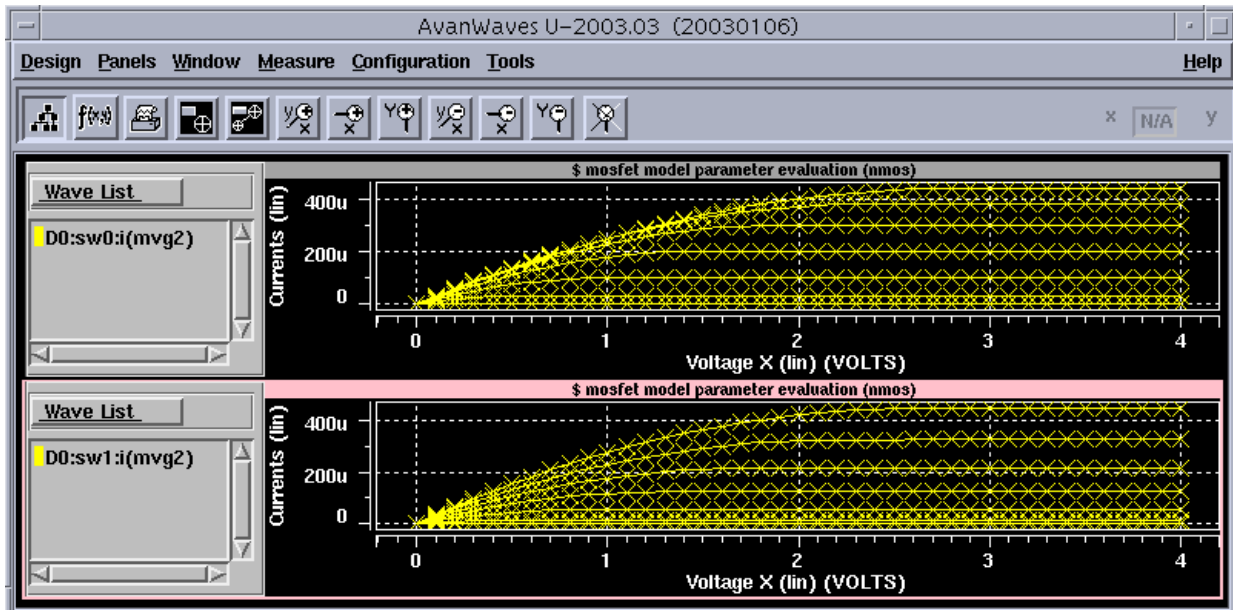 AvanWaves U-2003.03 (20030106)
Design Panels Window Measure Configuration Tools Help
f(x,y) y x x Y y x x Y x N/A y
$ mosfet model parameter evaluation (nmos)
Wave List
D0:sw0:i(mvg2)
Currents (lin)
400u
200u
0
0 1 2 3 4
Voltage X (lin) (VOLTS)
$ mosfet model parameter evaluation (nmos)
Wave List
D0:sw1:i(mvg2)
Currents (lin)
400u
200u
0
0 1 2 3 4
Voltage X (lin) (VOLTS)